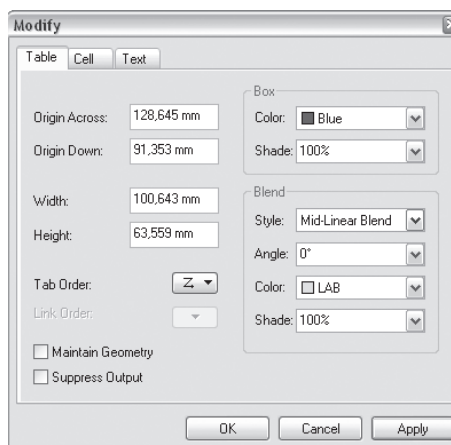 Modify
Table Cell Text
Origin Across: 128,645 mm
Origin Down: 91,353 mm
Width: 100,643 mm
Height: 63,559 mm
Tab Order: Z
Link Order:
Maintain Geometry
Suppress Output
Box
Color: Blue
Shade: 100%
Blend
Style: Mid-Linear Blend
Angle: 0°
Color: LAB
Shade: 100%
OK Cancel Apply